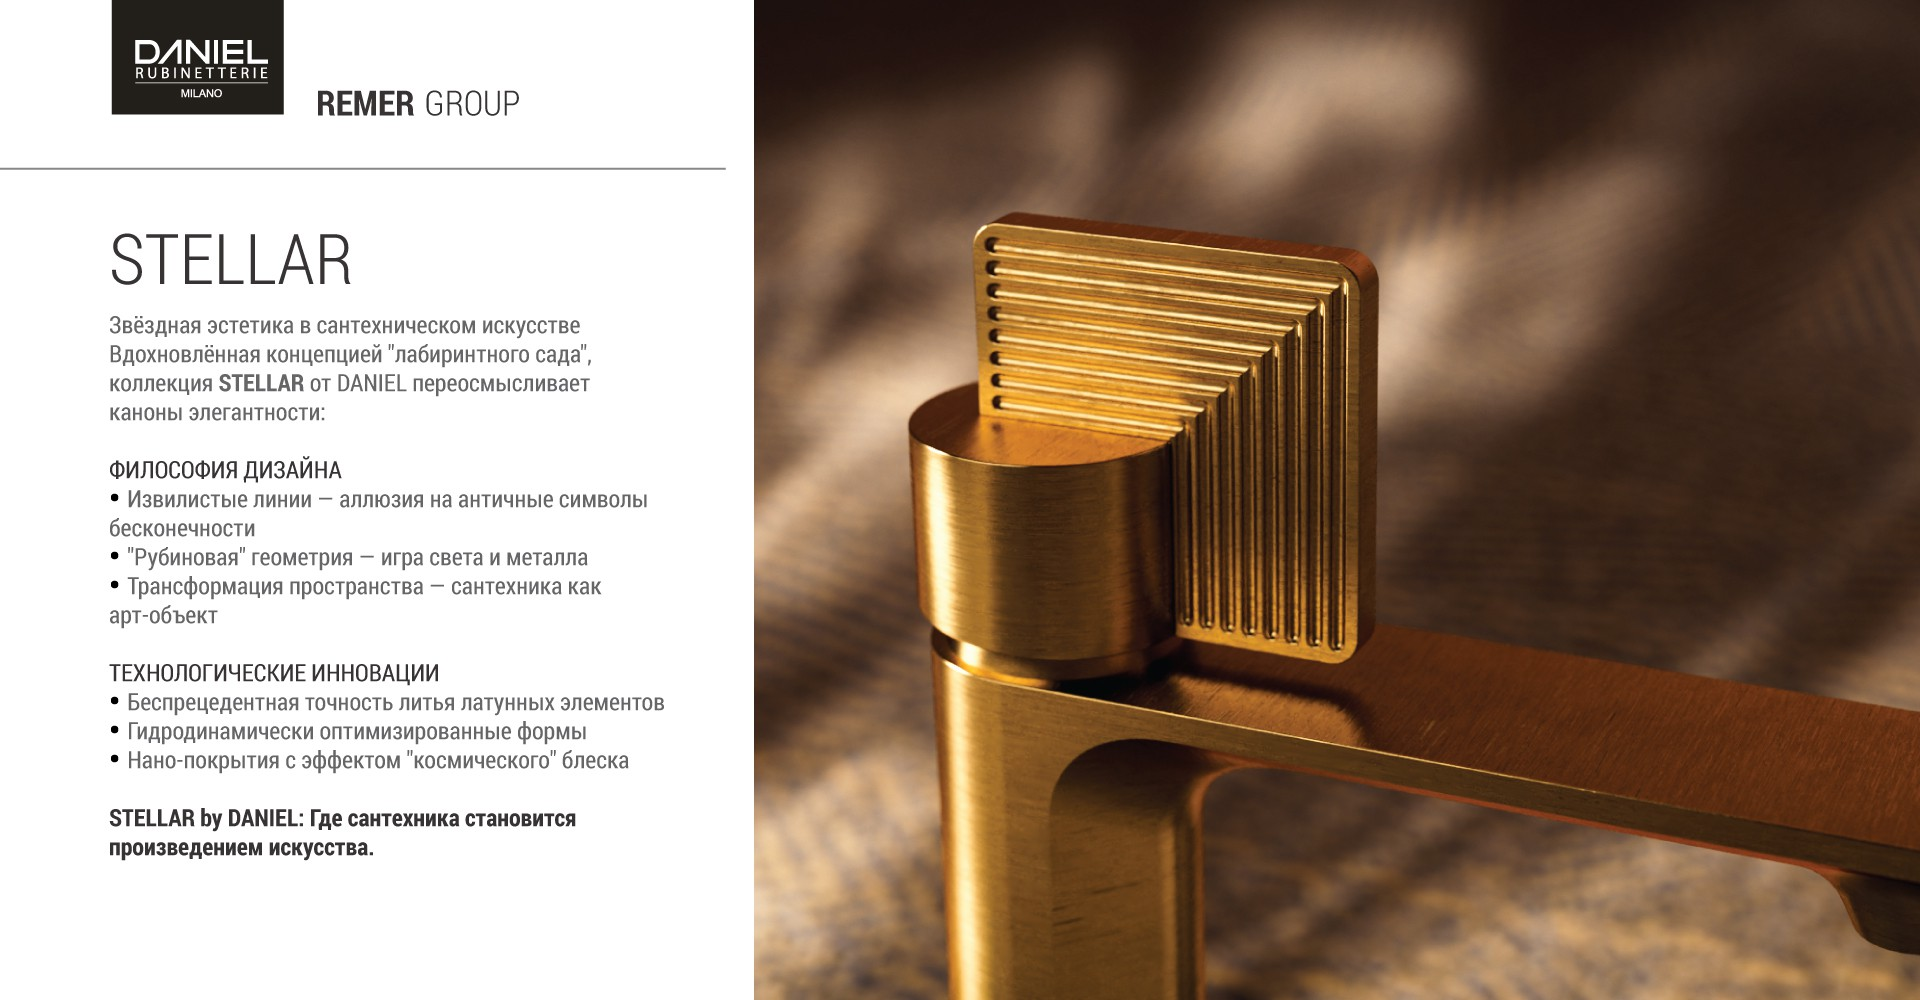 DANIEL
RUBINETTERIE
MILANO
REMER GROUP
STELLAR
Звёздная эстетика в сантехническом искусстве
Вдохновлённая концепцией "лабиринтного сада",
коллекция STELLAR от DANIEL переосмысливает
каноны элегантности:
ФИЛОСОФИЯ ДИЗАЙНА
• Извилистые линии — аллюзия на античные символы
бесконечности
• "Рубиновая" геометрия — игра света и металла
• Трансформация пространства — сантехника как
арт-объект
ТЕХНОЛОГИЧЕСКИЕ ИННОВАЦИИ
• Беспрецедентная точность литья латунных элементов
• Гидродинамически оптимизированные формы
• Нано-покрытия с эффектом "космического" блеска
STELLAR by DANIEL: Где сантехника становится
произведением искусства.